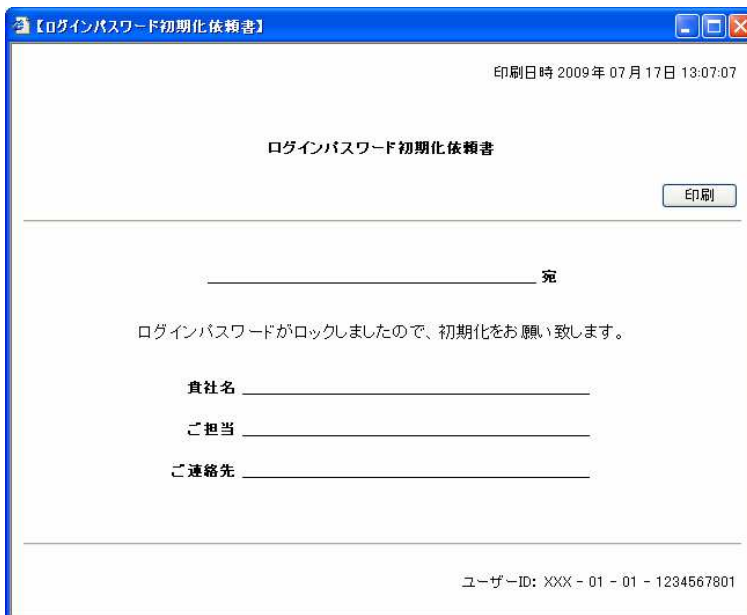 【ログインパスワード初期化依頼書】
印刷日時 2009年 07月 17日 13:07:07
ログインパスワード初期化依頼書
印刷
宛
ログインパスワードがロックしましたので、初期化をお願い致します。
貴社名
ご担当
ご連絡先
ユーザーID: XXX - 01 - 01 - 1234567801